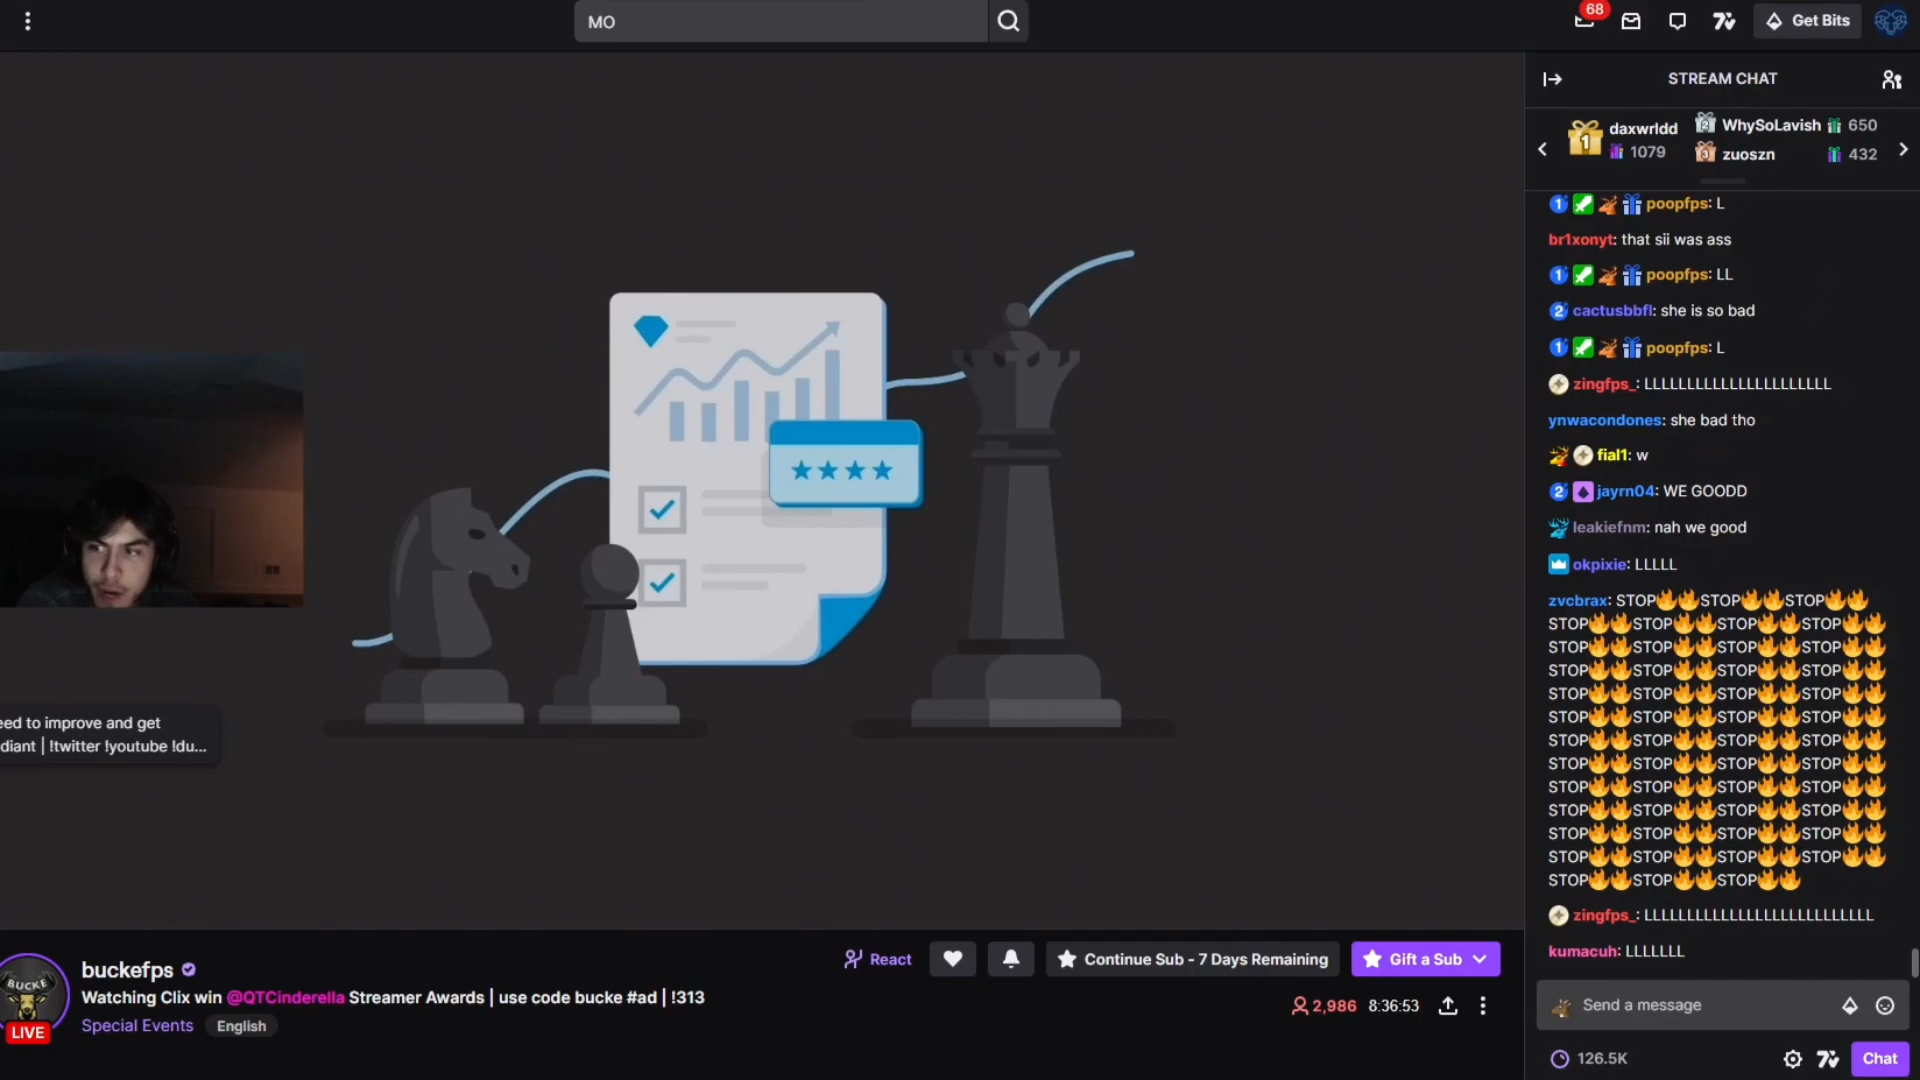 MO
68
Get Bits
STREAM CHAT
1 daxwrldd 1079
2 WhySoLavish 650
3 zuoszn 432
poopfps: L
br1xonyt: that sii was ass
poopfps: LL
cactusbbfl: she is so bad
poopfps: L
zingfps_: LLLLLLLLLLLLLLLLLLLLLL
ynwacondones: she bad tho
fial1: w
jayrn04: WE GOODD
leakiefnm: nah we good
okpixie: LLLLL
zvcbrax: STOP🔥🔥STOP🔥🔥STOP🔥🔥
STOP🔥🔥STOP🔥🔥STOP🔥🔥STOP🔥🔥
STOP🔥🔥STOP🔥🔥STOP🔥🔥STOP🔥🔥
STOP🔥🔥STOP🔥🔥STOP🔥🔥STOP🔥🔥
STOP🔥🔥STOP🔥🔥STOP🔥🔥STOP🔥🔥
STOP🔥🔥STOP🔥🔥STOP🔥🔥STOP🔥🔥
STOP🔥🔥STOP🔥🔥STOP🔥🔥STOP🔥🔥
STOP🔥🔥STOP🔥🔥STOP🔥🔥STOP🔥🔥
STOP🔥🔥STOP🔥🔥STOP🔥🔥STOP🔥🔥
STOP🔥🔥STOP🔥🔥STOP🔥🔥STOP🔥🔥
STOP🔥🔥STOP🔥🔥STOP🔥🔥STOP🔥🔥
STOP🔥🔥STOP🔥🔥STOP🔥🔥STOP🔥🔥
STOP🔥🔥STOP🔥🔥STOP🔥🔥
zingfps_: LLLLLLLLLLLLLLLLLLLLLLLLLLL
kumacuh: LLLLLLL
Send a message
126.5K
Chat
eed to improve and get
diant | !twitter !youtube !du...
BUCKE
LIVE
buckefps
Watching Clix win @QTCinderella Streamer Awards | use code bucke #ad | !313
Special Events English
React
Continue Sub - 7 Days Remaining
Gift a Sub
2,986 8:36:53